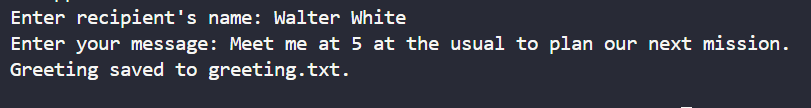 Enter recipient's name: Walter White
Enter your message: Meet me at 5 at the usual to plan our next mission.
Greeting saved to greeting.txt.